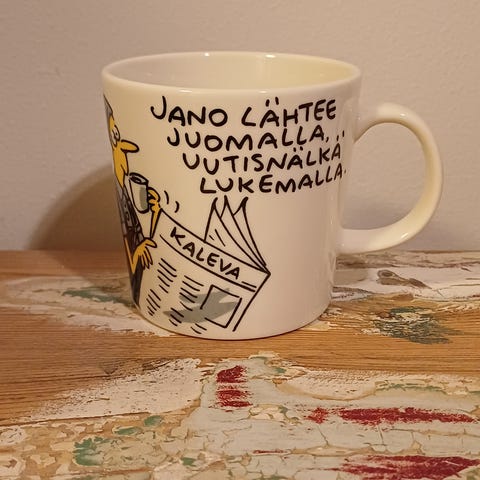 JANO LÄHTEE
JUOMALLA,
UUTISNÄLKÄ
LUKEMALLA.
KALEVA